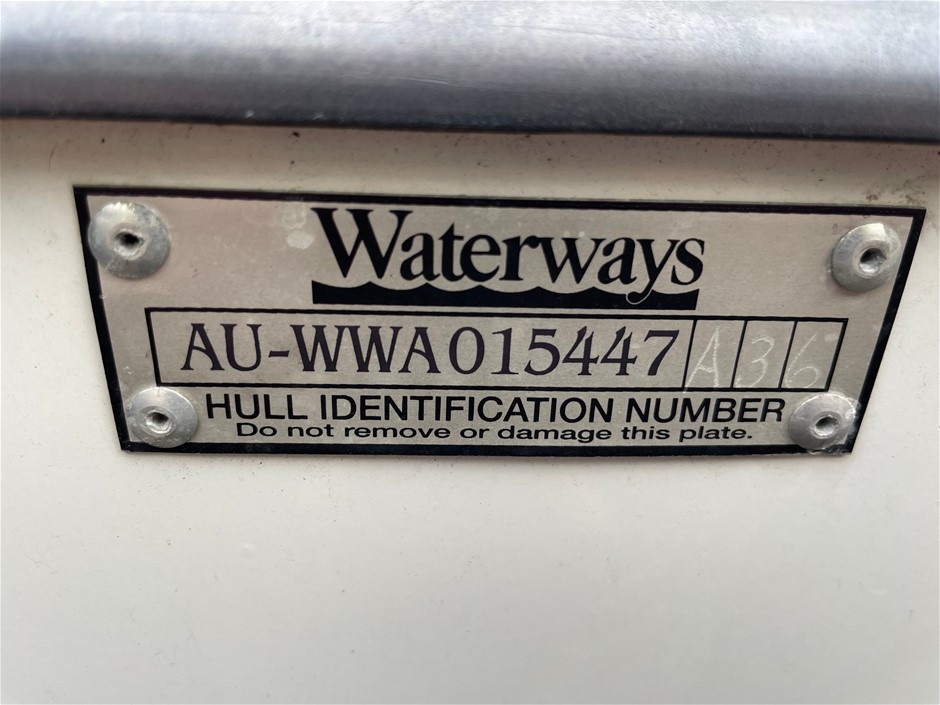 Waterways
AU-WWA015447A36
HULL IDENTIFICATION NUMBER
Do not remove or damage this plate.